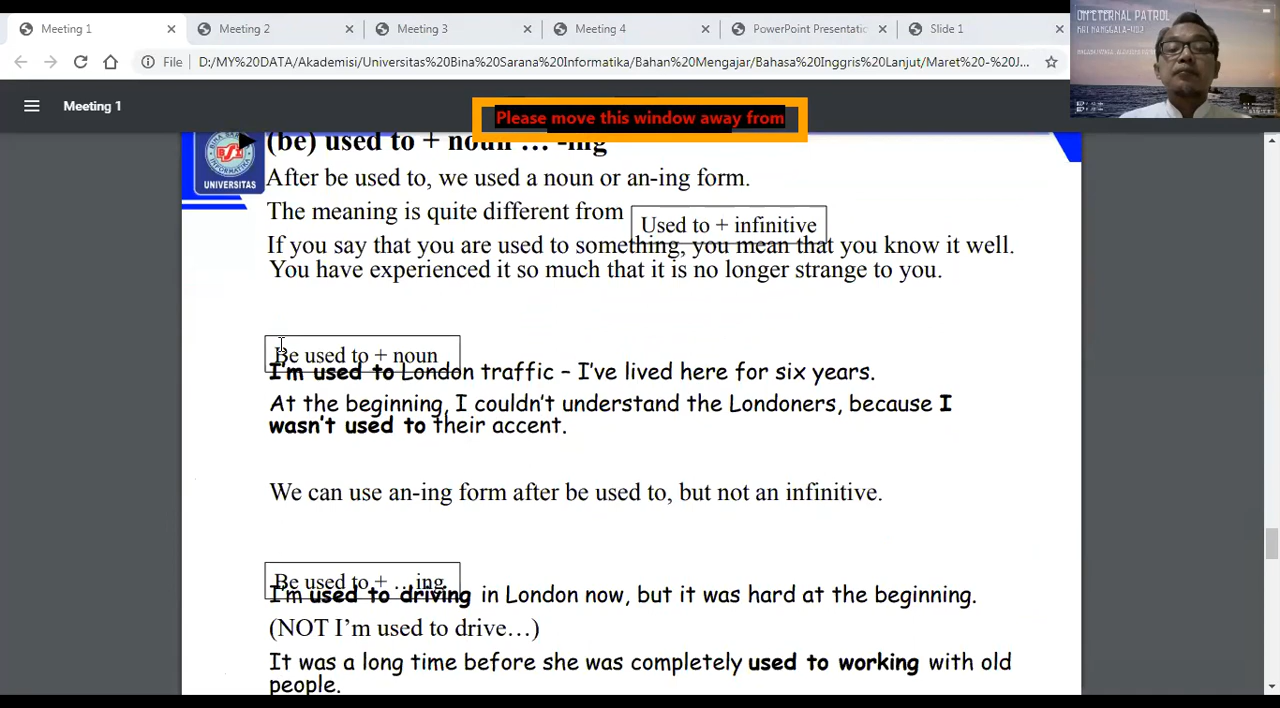 Meeting 1
Meeting 2
Meeting 3
Meeting 4
PowerPoint Presentatio
Slide 1
File
D:/MY%20DATA/Akademisi/Universitas%20Bina%20Sarana%20Informatika/Bahan%20Mengajar/Bahasa%20Inggris%20Lanjut/Maret%20-%20J...
ON ETERNAL PATROL
KRI NANGGALA-402
Meeting 1
Please move this window away from
UNIVERSITAS
(be) used to + noun ... -ing
After be used to, we used a noun or an-ing form.
The meaning is quite different from
Used to + infinitive
If you say that you are used to something, you mean that you know it well.
You have experienced it so much that it is no longer strange to you.
Be used to + noun
I'm used to London traffic – I've lived here for six years.
At the beginning, I couldn't understand the Londoners, because I
wasn't used to their accent.
We can use an-ing form after be used to, but not an infinitive.
Be used to + ...ing
I'm used to driving in London now, but it was hard at the beginning.
(NOT I'm used to drive...)
It was a long time before she was completely used to working with old
people.